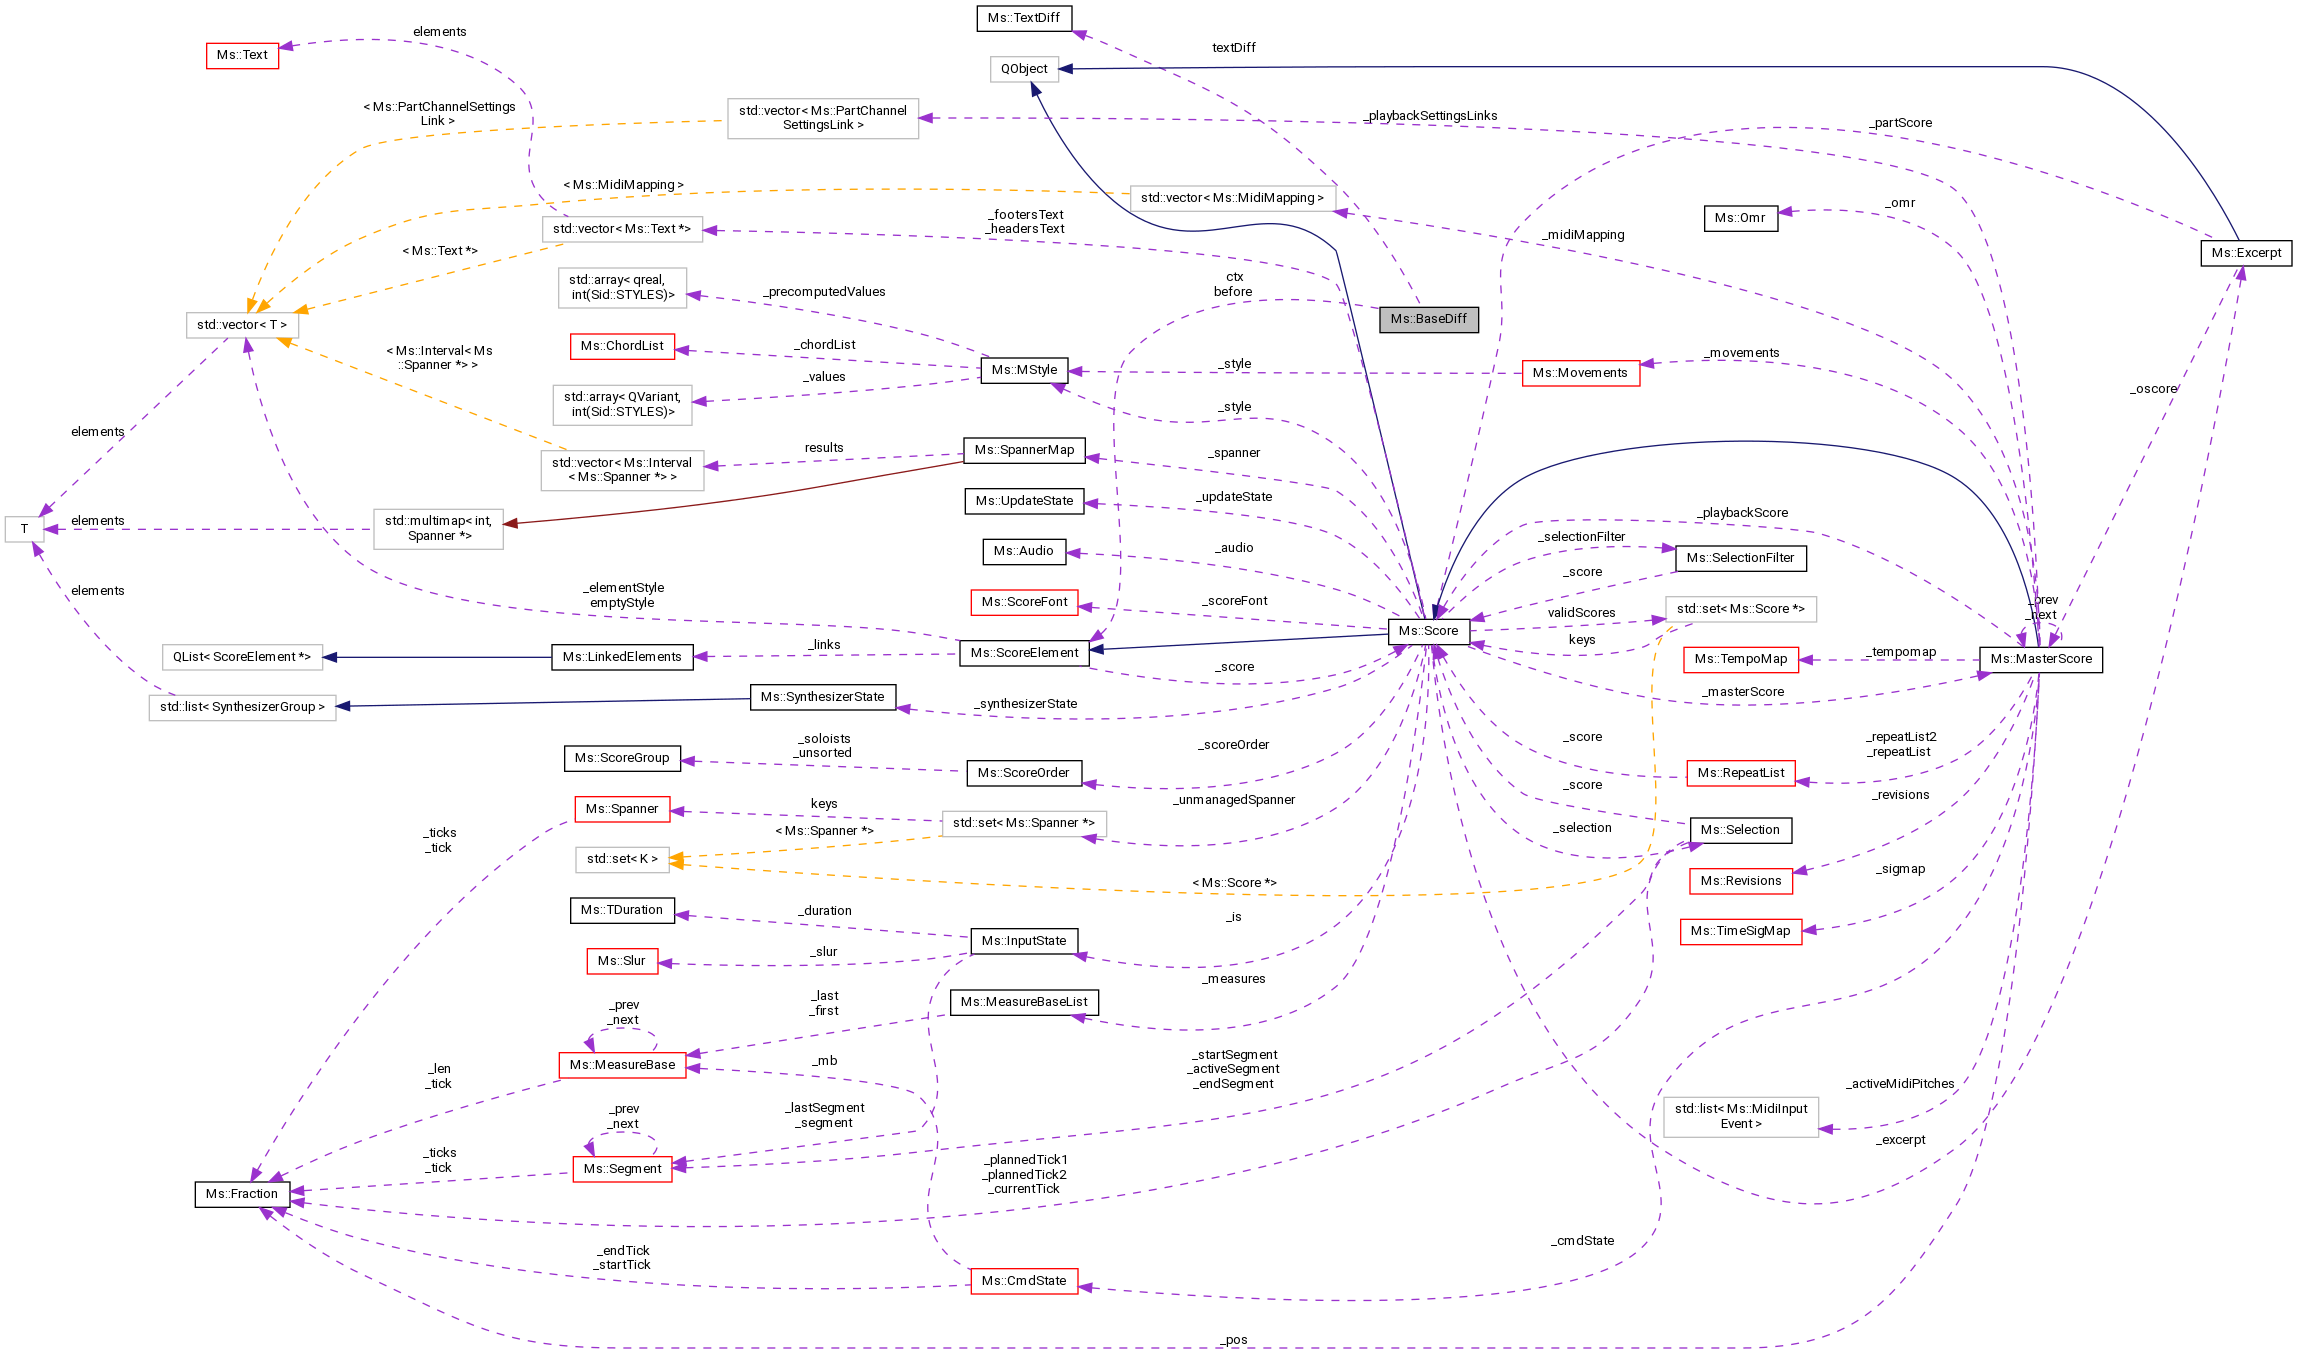 Ms::TextDiff
elements
textDiff
Ms::Text
QObject
< Ms::PartChannelSettings
Link >
std::vector< Ms::PartChannel
SettingsLink >
_playbackSettingsLinks
_partScore
< Ms::MidiMapping >
std::vector< Ms::MidiMapping >
_omr
Ms::Omr
_footersText
_headersText
std::vector< Ms::Text *>
_midiMapping
Ms::Excerpt
< Ms::Text *>
ctx
before
std::array< qreal,
int(Sid::STYLES)>
_precomputedValues
std::vector< T >
Ms::BaseDiff
Ms::ChordList
_chordList
< Ms::Interval< Ms
::Spanner *> >
_movements
_style
Ms::MStyle
Ms::Movements
_values
_oscore
std::array< QVariant,
int(Sid::STYLES)>
_style
elements
results
Ms::SpannerMap
_spanner
std::vector< Ms::Interval
< Ms::Spanner *> >
Ms::UpdateState
_updateState
_playbackScore
T
elements
std::multimap< int,
Spanner *>
_selectionFilter
Ms::Audio
_audio
Ms::SelectionFilter
_score
elements
_elementStyle
emptyStyle
Ms::ScoreFont
_scoreFont
validScores
std::set< Ms::Score *>
_prev
_next
Ms::Score
keys
QList< ScoreElement *>
Ms::LinkedElements
_links
Ms::ScoreElement
_score
Ms::TempoMap
_tempomap
Ms::MasterScore
std::list< SynthesizerGroup >
Ms::SynthesizerState
_synthesizerState
_masterScore
_soloists
_unsorted
Ms::ScoreGroup
Ms::ScoreOrder
_scoreOrder
_score
_repeatList2
_repeatList
Ms::RepeatList
_score
_revisions
Ms::Spanner
keys
std::set< Ms::Spanner *>
_unmanagedSpanner
_ticks
_tick
< Ms::Spanner *>
_selection
Ms::Selection
std::set< K >
< Ms::Score *>
Ms::Revisions
_sigmap
Ms::TDuration
_duration
_is
Ms::InputState
Ms::TimeSigMap
Ms::Slur
_slur
_measures
_last
_first
Ms::MeasureBaseList
_prev
_next
Ms::MeasureBase
_mb
_len
_tick
_startSegment
_activeSegment
_endSegment
_activeMidiPitches
std::list< Ms::MidiInput
Event >
_prev
_next
_lastSegment
_segment
_excerpt
_ticks
_tick
Ms::Segment
_plannedTick1
_plannedTick2
_currentTick
Ms::Fraction
_endTick
_startTick
_cmdState
Ms::CmdState
_pos